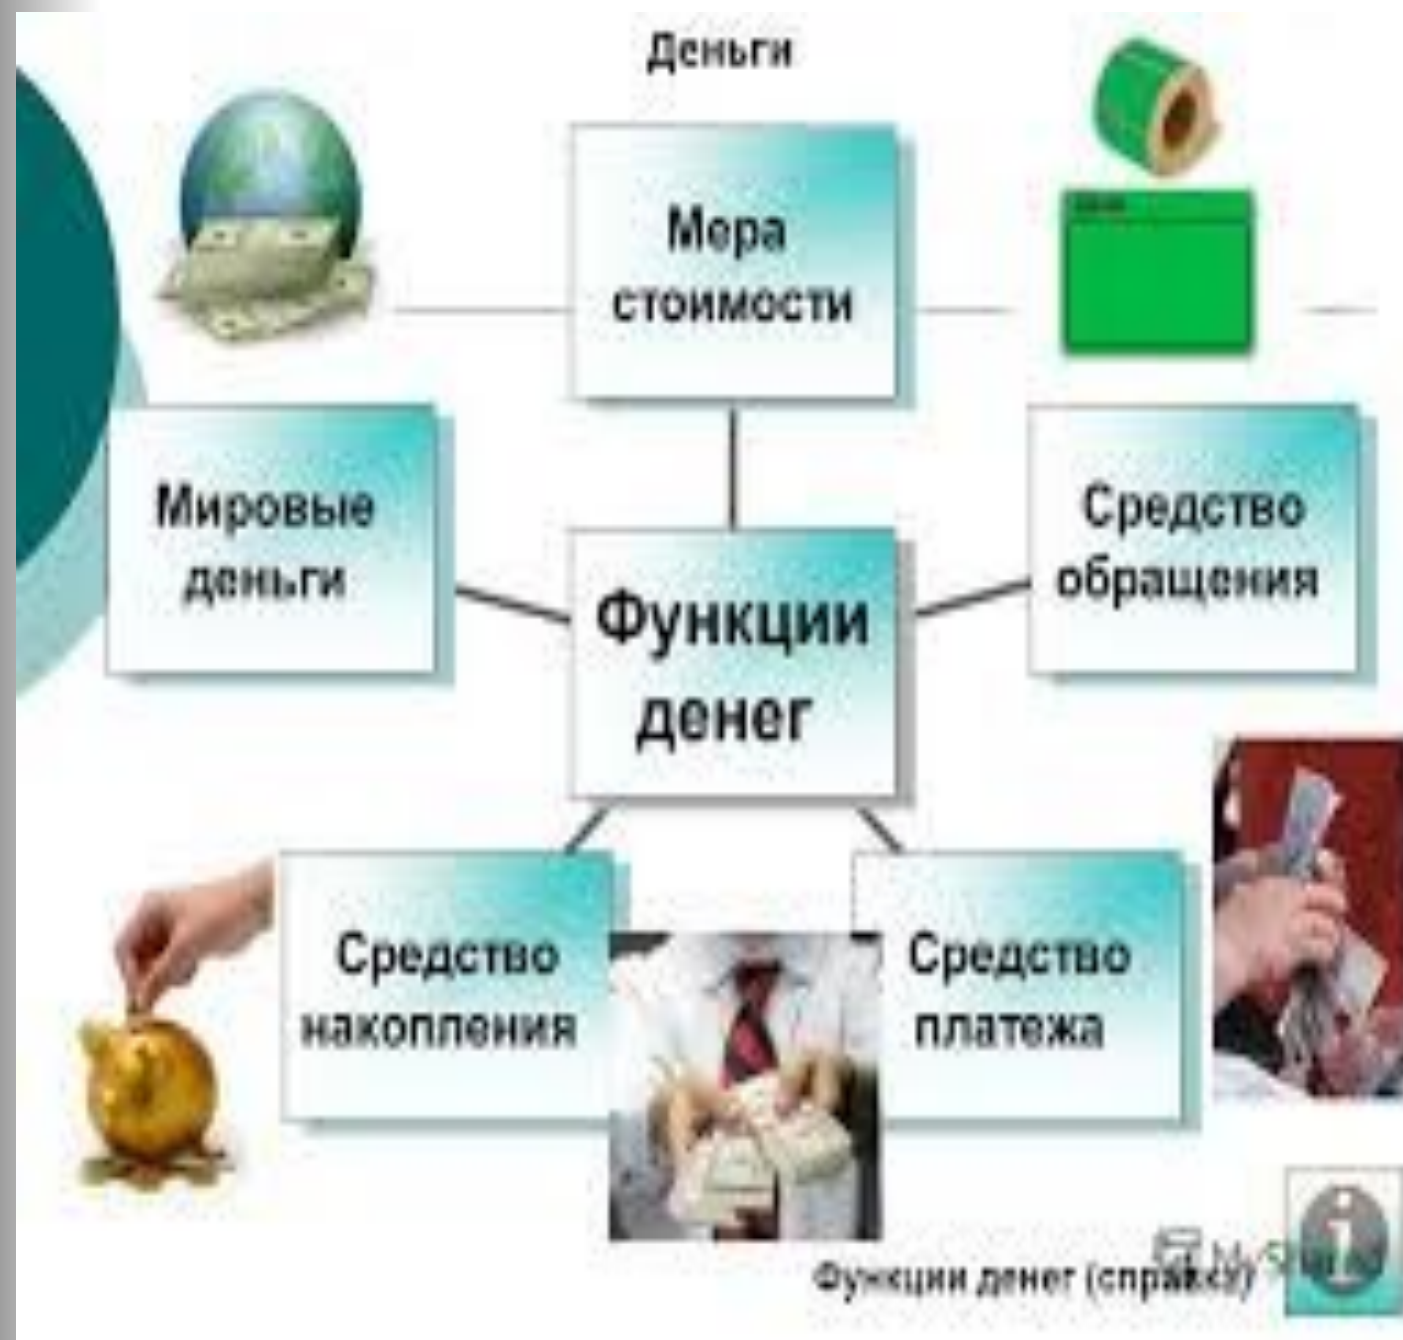 Деньги
Мера
стоимости
Мировые
деньги
Средство
обращения
Функции
денег
Средство
накопления
Средство
платежа
Функции денег (справка)